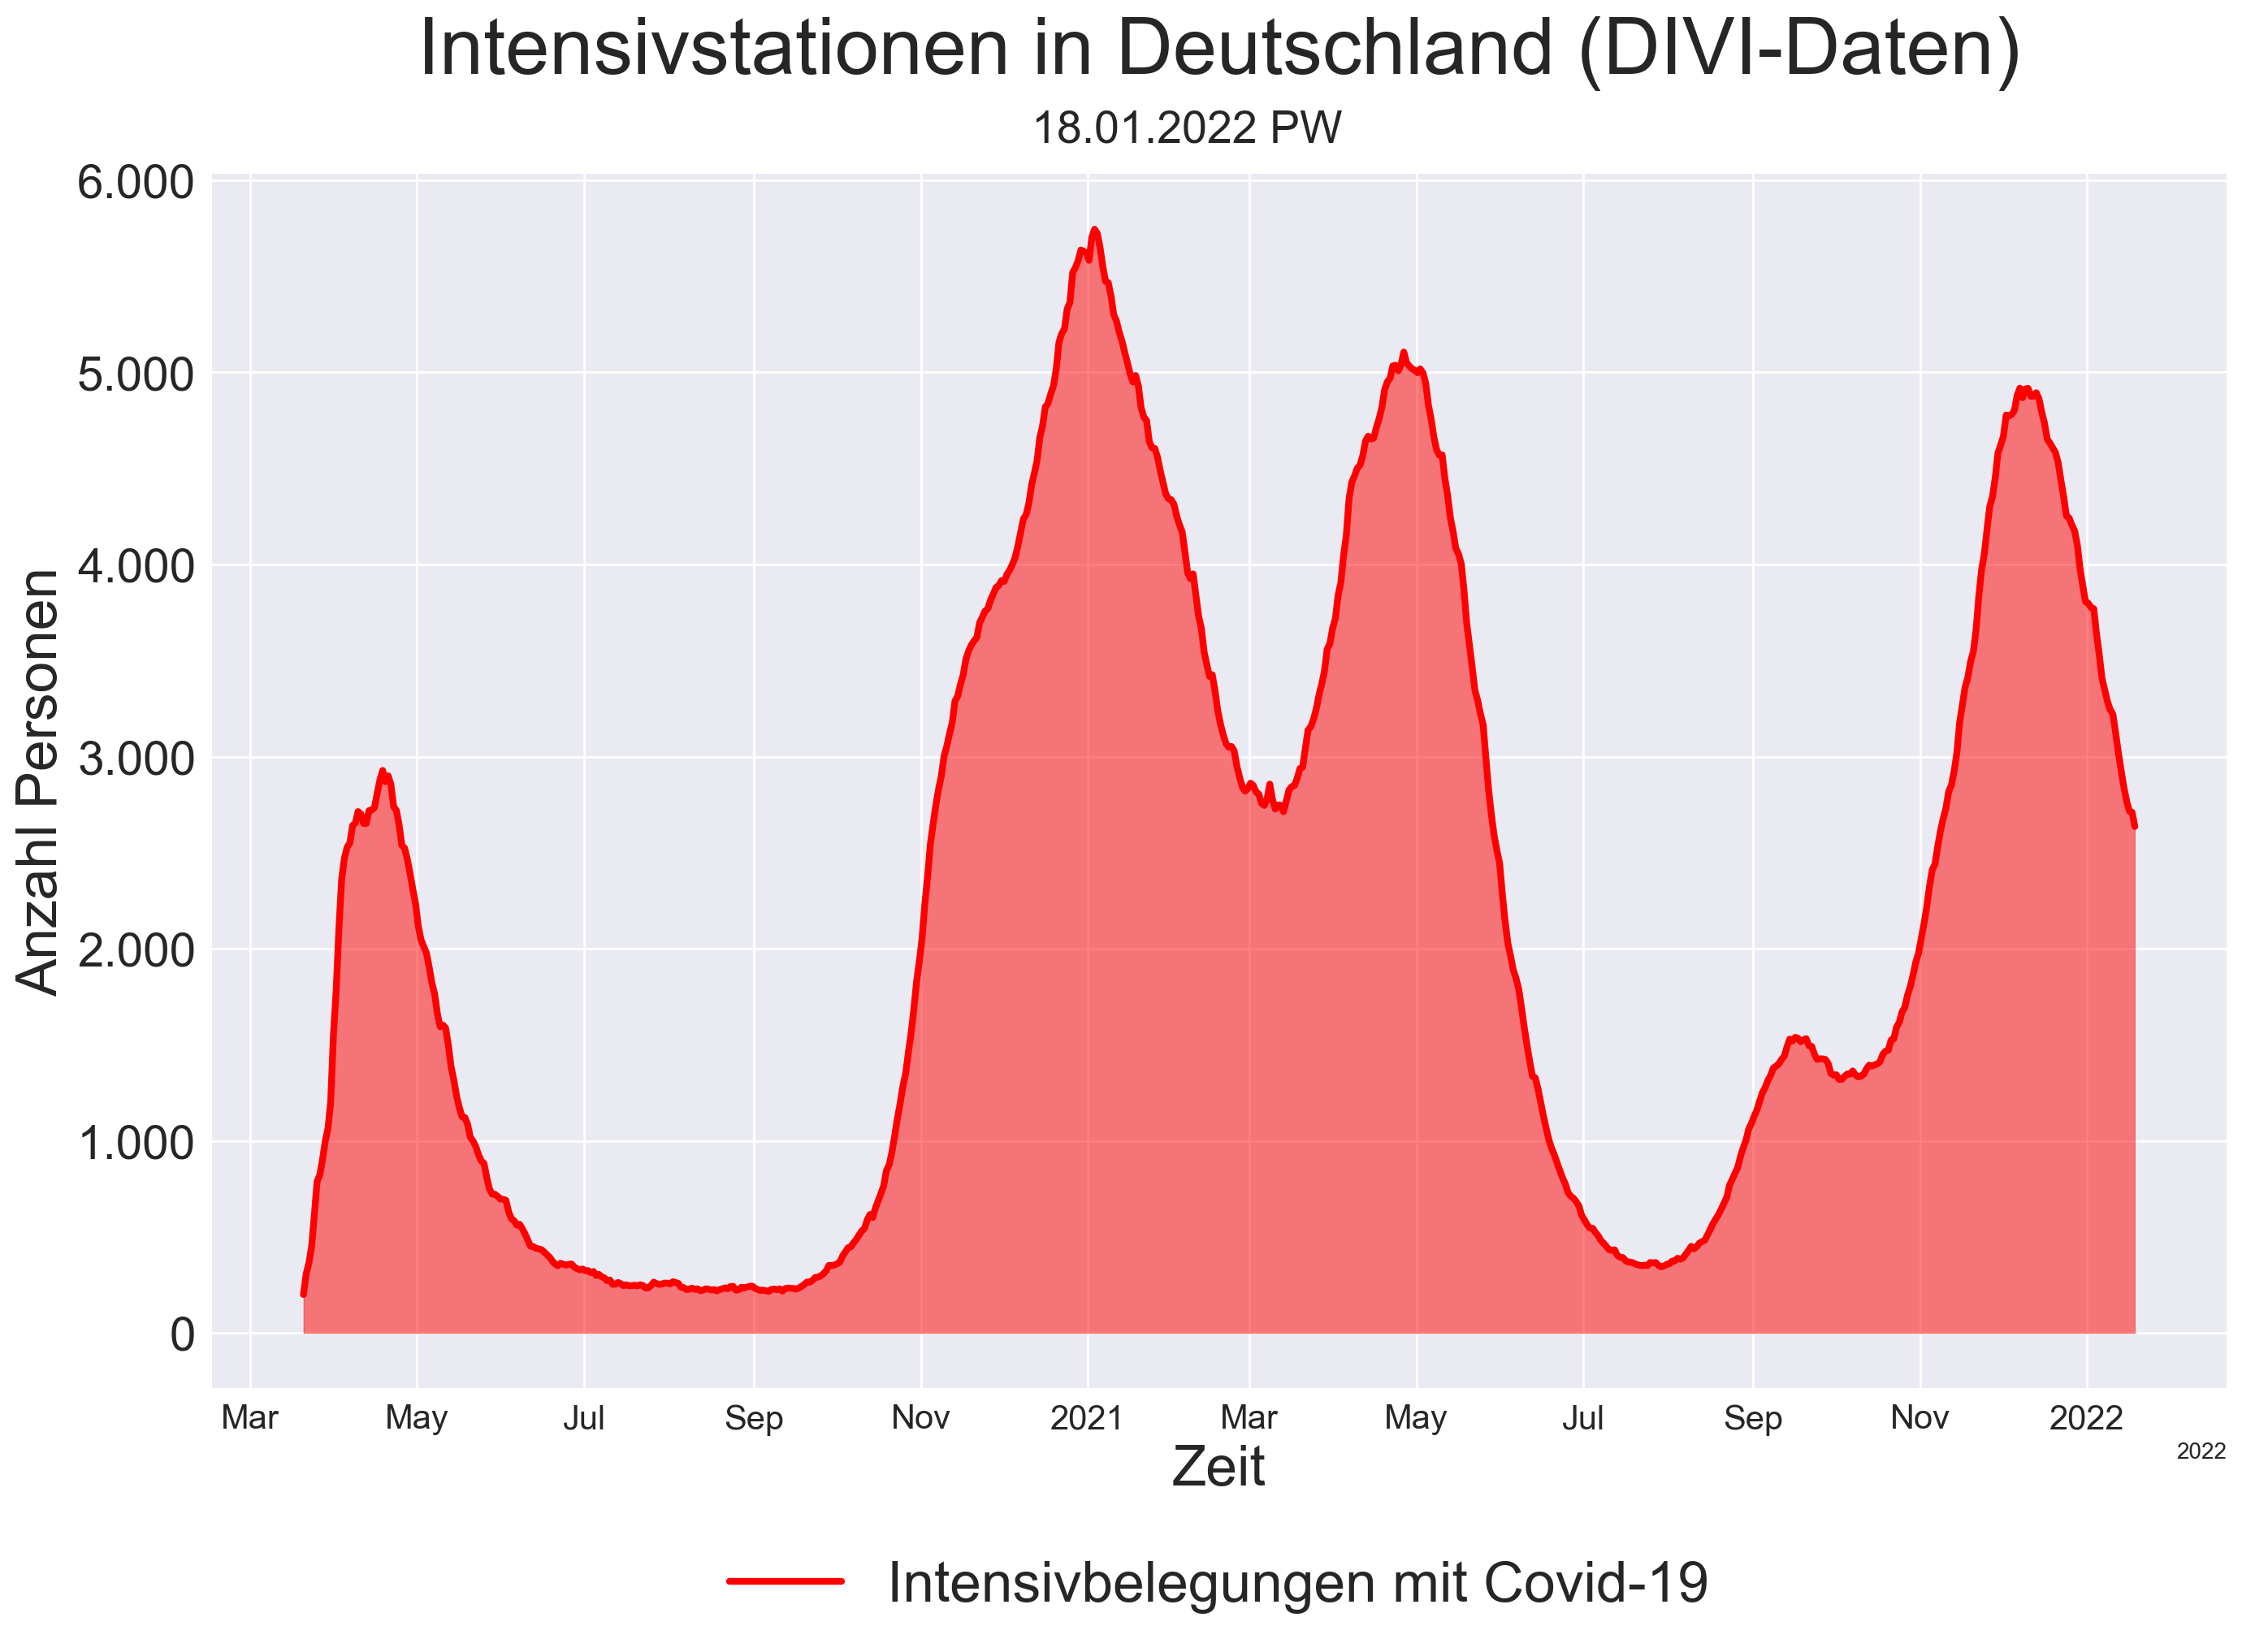 Intensivstationen in Deutschland (DIVI-Daten)
18.01.2022 PW
6.000
5.000
4.000
3.000
2.000
1.000
0
Anzahl Personen
Mar May Jul Sep Nov 2021 Mar May Jul Sep Nov 2022
2022
Zeit
Intensivbelegungen mit Covid-19